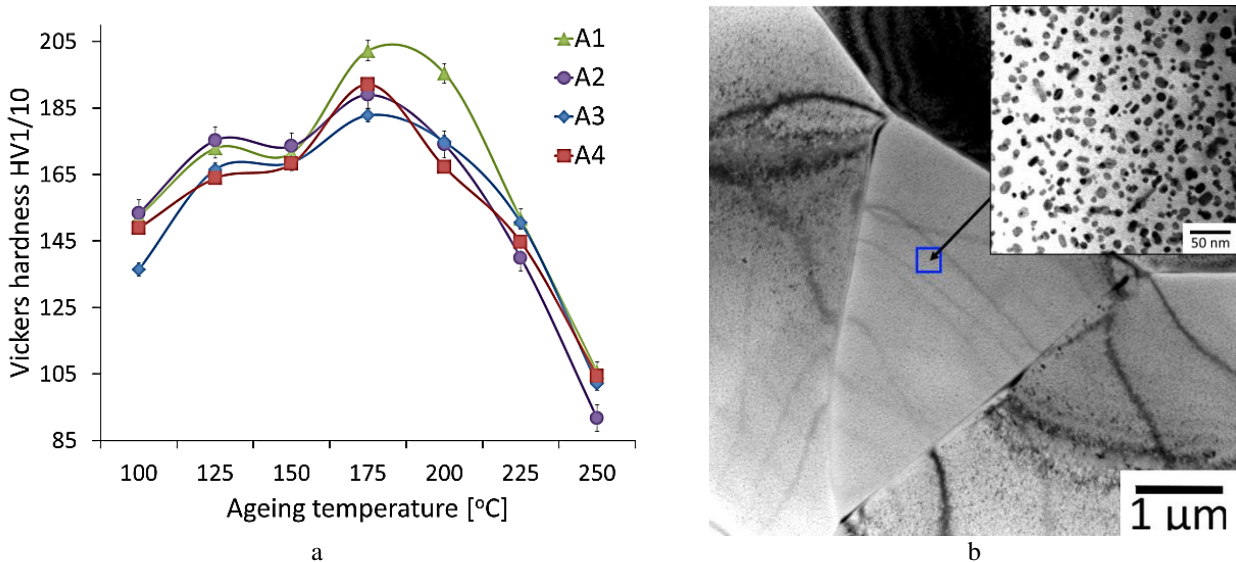 Vickers hardness HV1/10
205
185
165
145
125
105
85
100 125 150 175 200 225 250
Ageing temperature [°C]
A1
A2
A3
A4
a
50 nm
1 µm
b